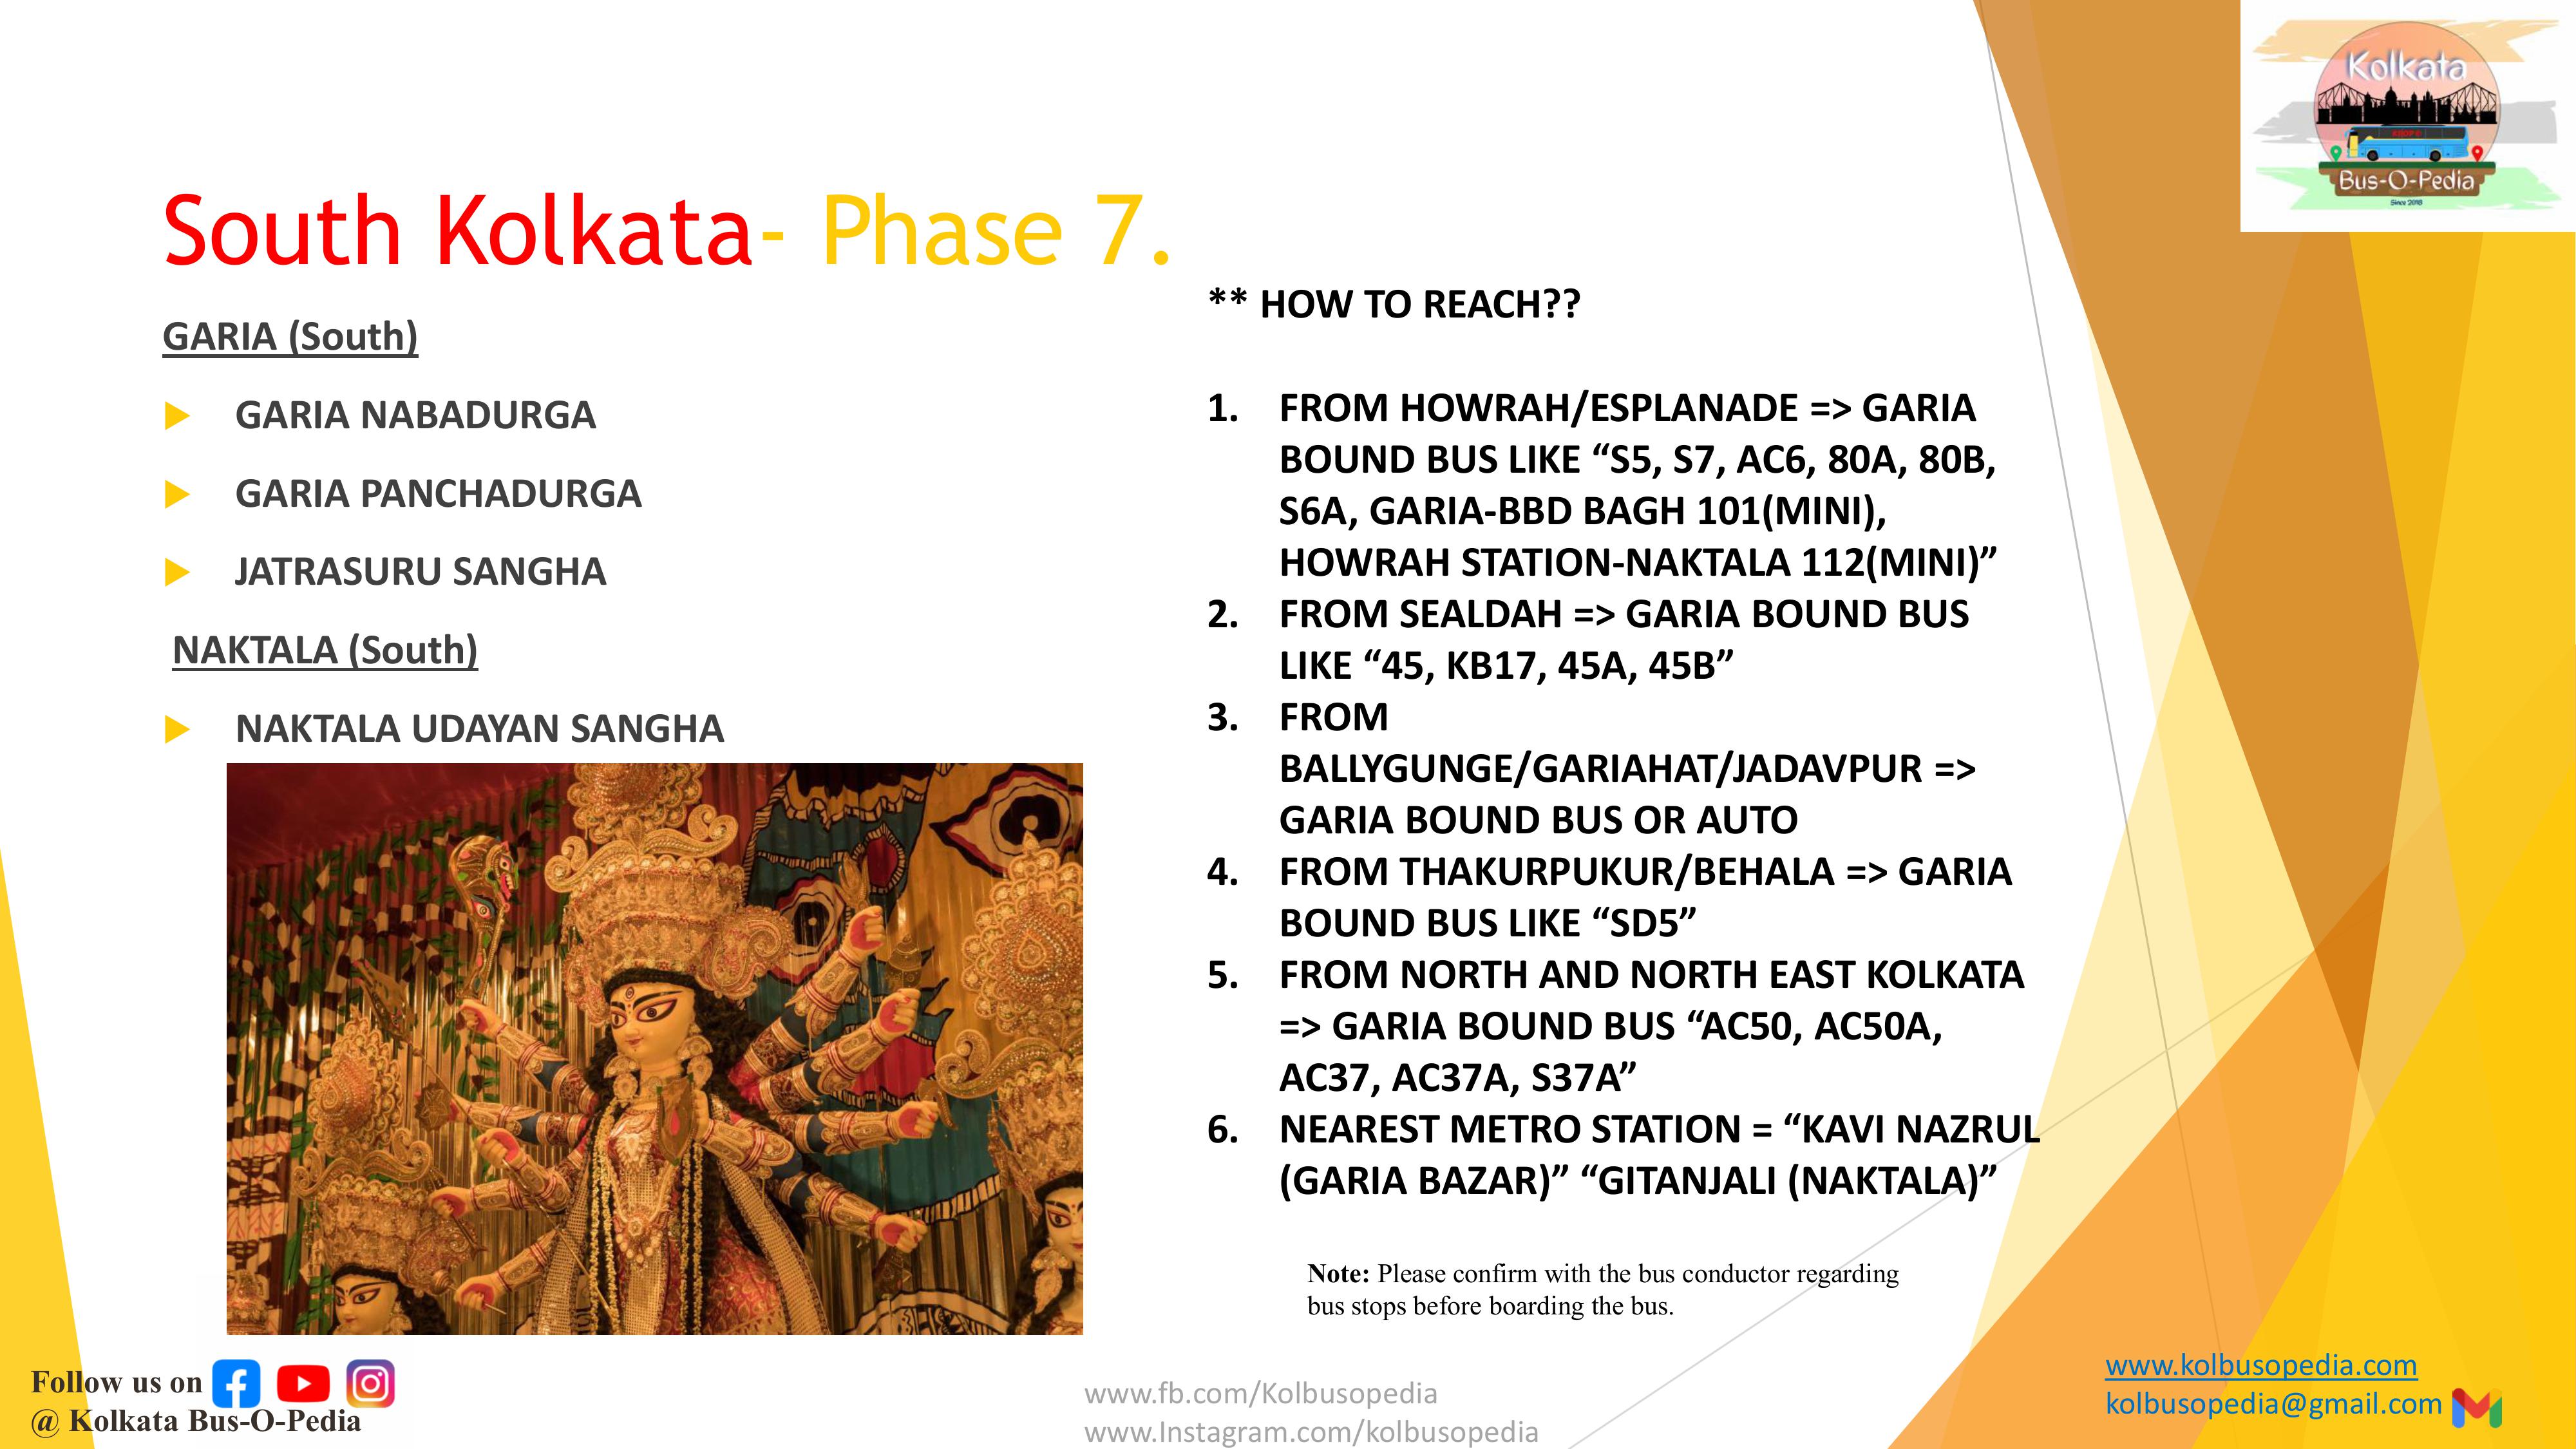 Kolkata
Bus-O-Pedia
Since 2018
South Kolkata- Phase 7.
GARIA (South)
GARIA NABADURGA
GARIA PANCHADURGA
JATRASURU SANGHA
NAKTALA (South)
NAKTALA UDAYAN SANGHA
** HOW TO REACH??
1. FROM HOWRAH/ESPLANADE => GARIA
BOUND BUS LIKE “S5, S7, AC6, 80A, 80B,
S6A, GARIA-BBD BAGH 101(MINI),
HOWRAH STATION-NAKTALA 112(MINI)”
2. FROM SEALDAH => GARIA BOUND BUS
LIKE “45, KB17, 45A, 45B”
3. FROM
BALLYGUNGE/GARIAHAT/JADAVPUR =>
GARIA BOUND BUS OR AUTO
4. FROM THAKURPUKUR/BEHALA => GARIA
BOUND BUS LIKE “SD5”
5. FROM NORTH AND NORTH EAST KOLKATA
=> GARIA BOUND BUS “AC50, AC50A,
AC37, AC37A, S37A”
6. NEAREST METRO STATION = “KAVI NAZRUL
(GARIA BAZAR)” “GITANJALI (NAKTALA)”
Note: Please confirm with the bus conductor regarding
bus stops before boarding the bus.
Follow us on
@ Kolkata Bus-O-Pedia
www.fb.com/Kolbusopedia
www.Instagram.com/kolbusopedia
www.kolbusopedia.com
kolbusopedia@gmail.com